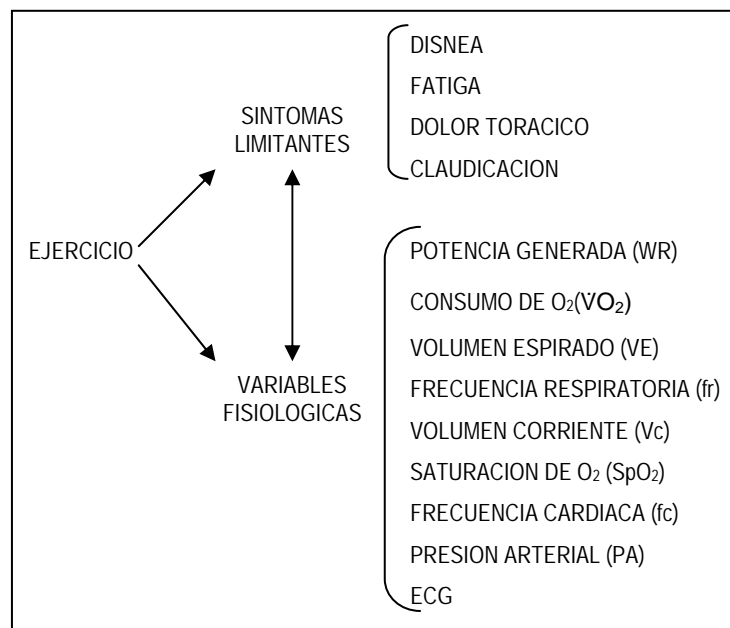 EJERCICIO
SINTOMAS
LIMITANTES
DISNEA
FATIGA
DOLOR TORACICO
CLAUDICACION
VARIABLES
FISIOLOGICAS
POTENCIA GENERADA (WR)
CONSUMO DE O₂(V̇O₂)
VOLUMEN ESPIRADO (VE)
FRECUENCIA RESPIRATORIA (fr)
VOLUMEN CORRIENTE (Vc)
SATURACION DE O₂ (SpO₂)
FRECUENCIA CARDIACA (fc)
PRESION ARTERIAL (PA)
ECG